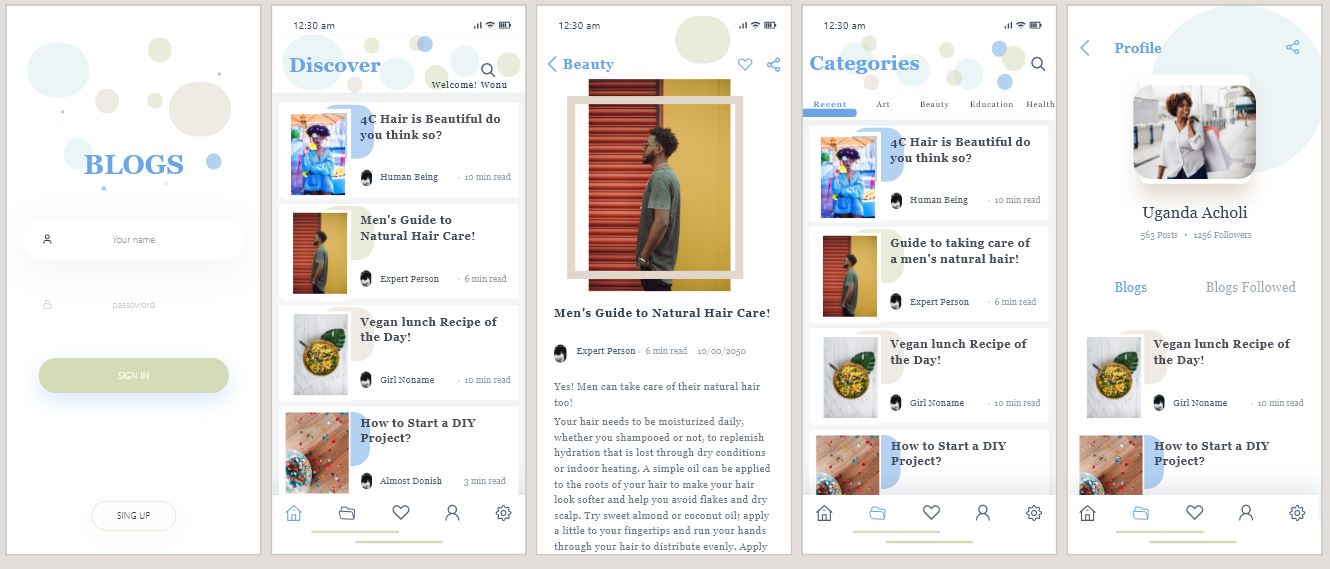 BLOGS
Your name
password
SIGN IN
SING UP
12:30 am
Discover
Welcome! Wonu
4C Hair is Beautiful do
you think so?
Human Being · 10 min read
Men's Guide to
Natural Hair Care!
Expert Person · 6 min read
Vegan lunch Recipe of
the Day!
Girl Noname · 10 min read
How to Start a DIY
Project?
Almost Donish 3 min read
12:30 am
Beauty
Men's Guide to Natural Hair Care!
Expert Person · 6 min read 10/00/2050
Yes! Men can take care of their natural hair
too!
Your hair needs to be moisturized daily,
whether you shampooed or not, to replenish
hydration that is lost through dry conditions
or indoor heating. A simple oil can be applied
to the roots of your hair to make your hair
look softer and help you avoid flakes and dry
scalp. Try sweet almond or coconut oil; apply
a little to your fingertips and run your hands
through your hair to distribute evenly. Apply
12:30 am
Categories
Recent Art Beauty Education Health
4C Hair is Beautiful do
you think so?
Human Being · 10 min read
Guide to taking care of
a men's natural hair!
Expert Person · 6 min read
Vegan lunch Recipe of
the Day!
Girl Noname · 10 min read
How to Start a DIY
Project?
Profile
Uganda Acholi
563 Posts • 1256 Followers
Blogs Blogs Followed
Vegan lunch Recipe of
the Day!
Girl Noname · 10 min read
How to Start a DIY
Project?